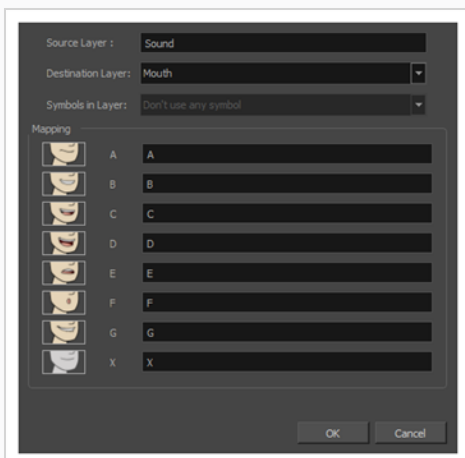 Source Layer : Sound
Destination Layer: Mouth
Symbols in Layer: Don't use any symbol
Mapping
A A
B B
C C
D D
E E
F F
G G
X X
OK Cancel